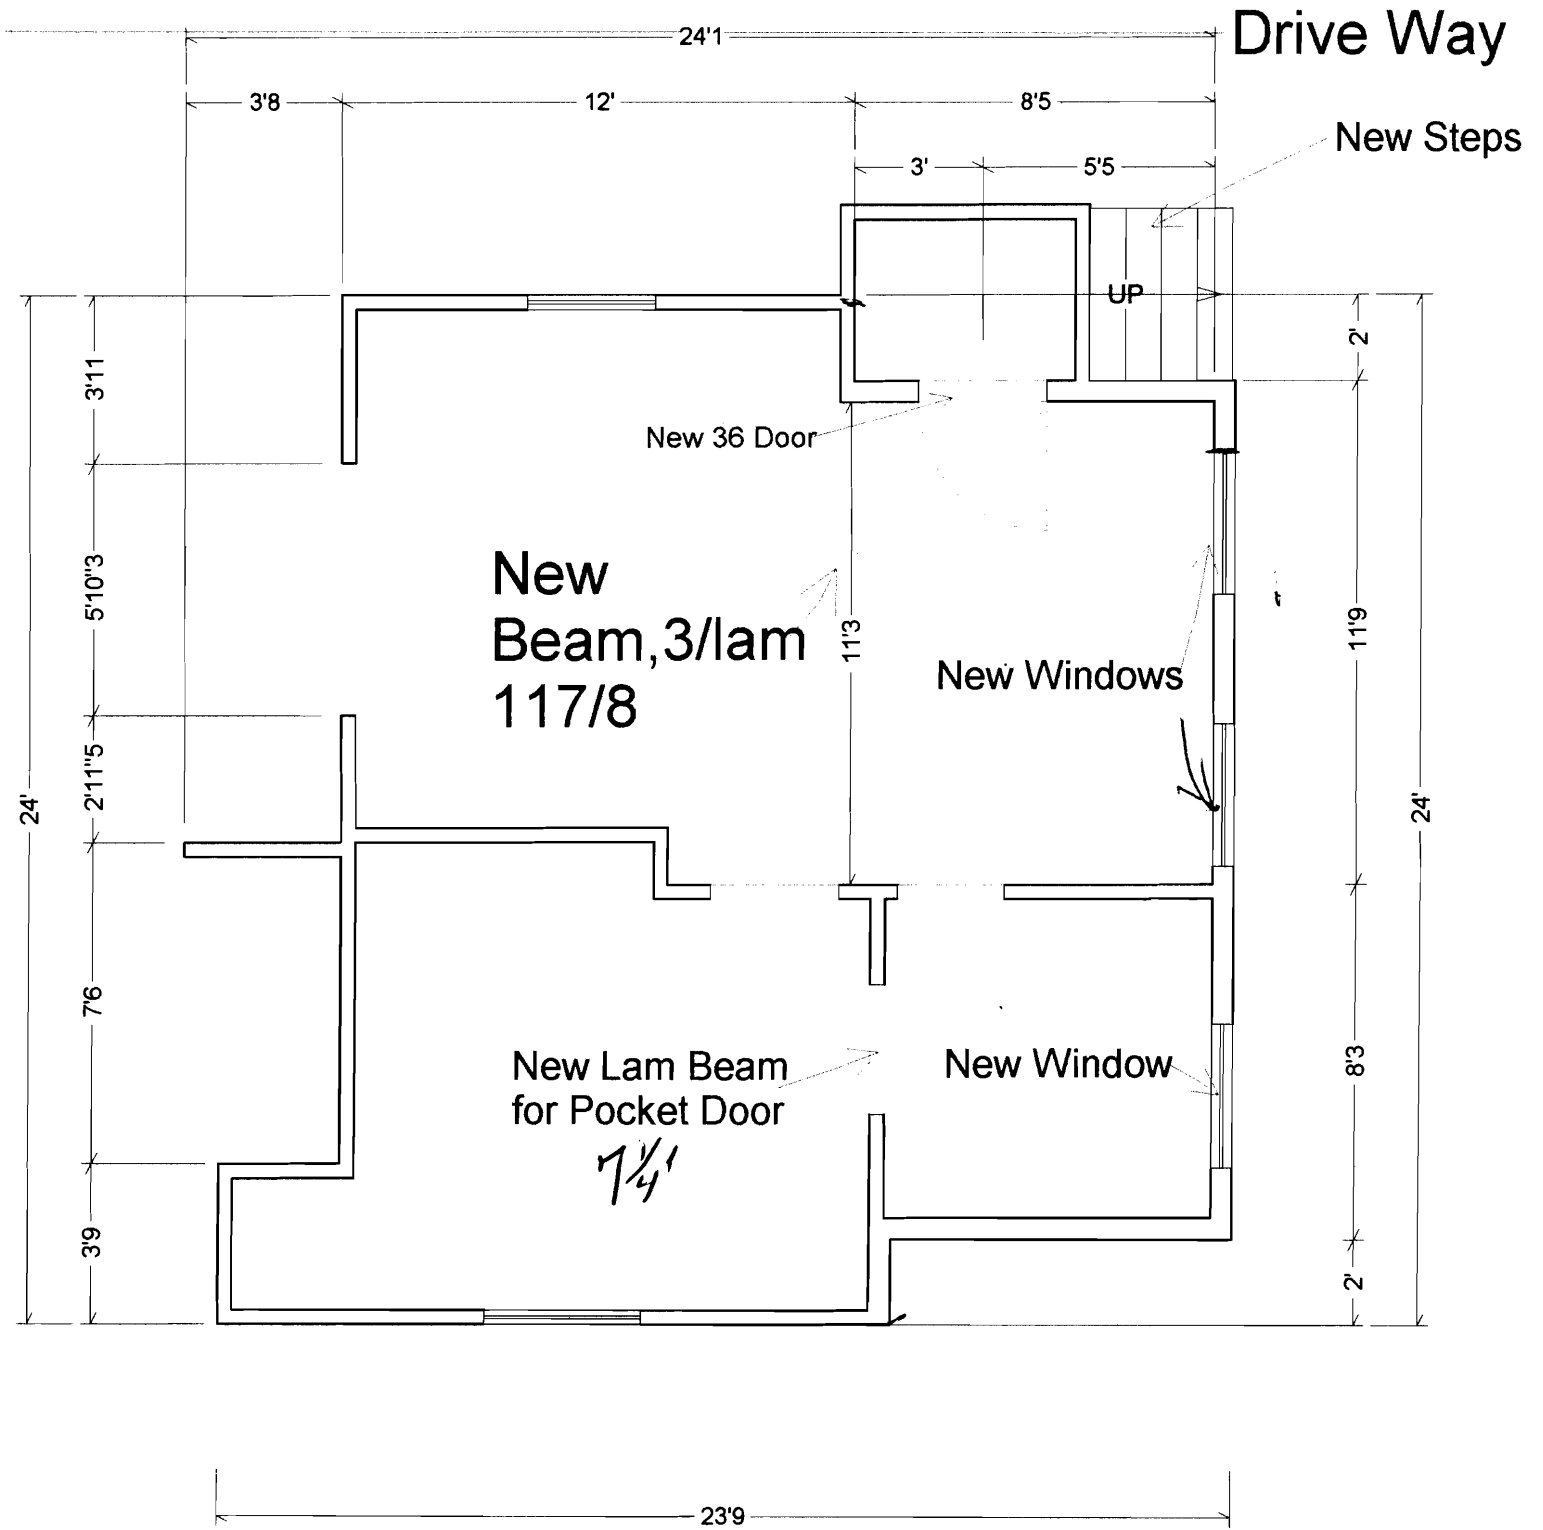 24'1
Drive Way
3'8
12'
8'5
New Steps
3'
5'5
UP
2'
3'11
New 36 Door
5'10"3
New
Beam,3/lam
117/8
11'3
11'9
New Windows
2'11"5
24'
24'
7'6
New Lam Beam
for Pocket Door
7 1/4'
New Window
8'3
3'9
2'
23'9